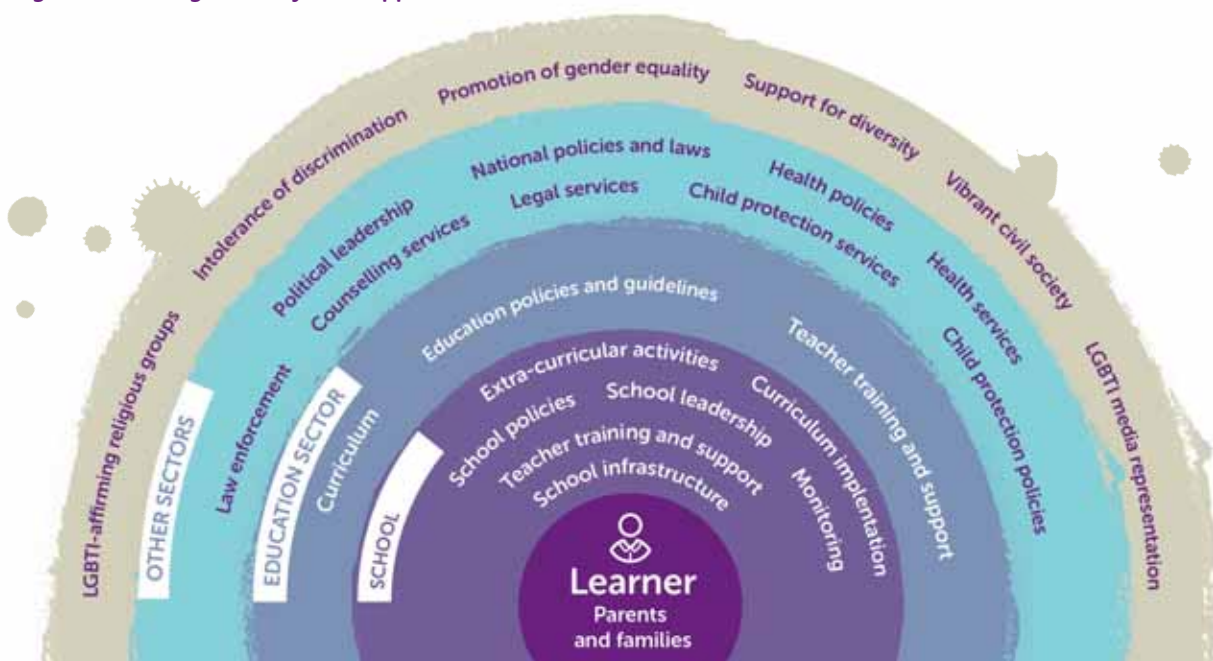 LGBTI-affirming religious groups
Intolerance of discrimination
Promotion of gender equality
Support for diversity
Vibrant civil society
LGBTI media representation
OTHER SECTORS
Law enforcement
Political leadership
Counselling services
National policies and laws
Legal services
Health policies
Child protection services
Health services
Child protection policies
EDUCATION SECTOR
Curriculum
Education policies and guidelines
Teacher training and support
SCHOOL
Extra-curricular activities
School policies
School leadership
Curriculum implentation
Teacher training and support
Monitoring
School infrastructure
Learner
Parents
and families